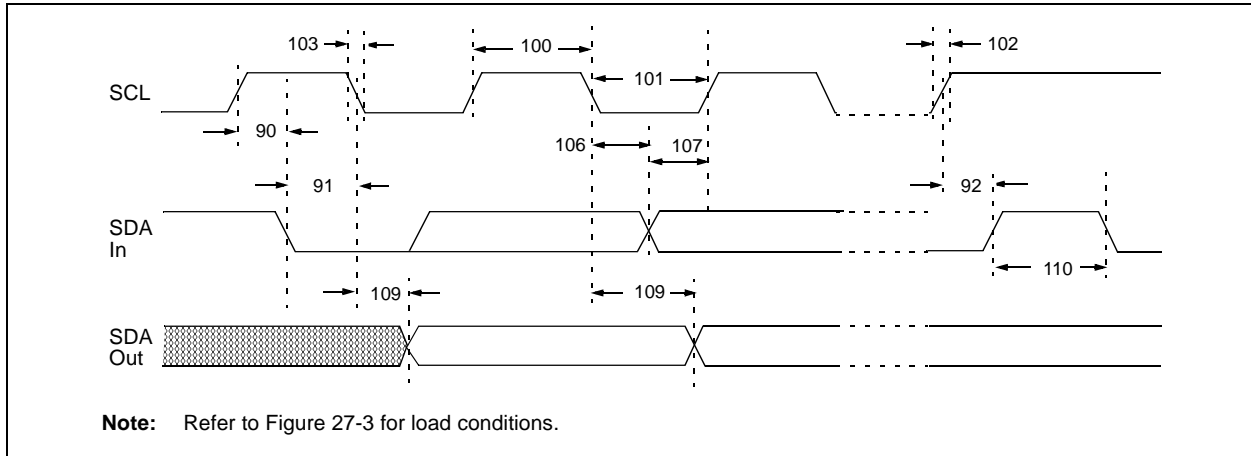 103
100
102
SCL
101
90
106
107
91
92
SDA
In
109
109
110
SDA
Out
Note: Refer to Figure 27-3 for load conditions.